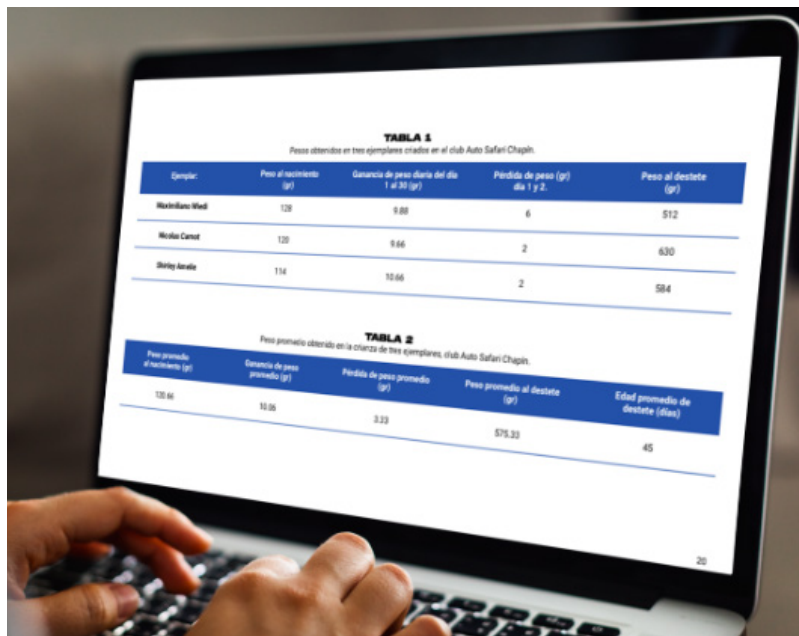 TABLA 1
Pesos obtenidos en tres ejemplares criados en el club Auto Safari Chapín.
Ejemplar: Peso al nacimiento (gr) Ganancia de peso diaria del día 1 al 30 (gr) Pérdida de peso (gr) día 1 y 2. Peso al destete (gr)
Maximiliano Wiedi 128 9.88 6 512
Nicolas Carnot 120 9.66 2 630
Shirley Amelie 114 10.66 2 584
TABLA 2
Peso promedio obtenido en la crianza de tres ejemplares, club Auto Safari Chapín.
Peso promedio al nacimiento (gr) Ganancia de peso promedio (gr) Pérdida de peso promedio (gr) Peso promedio al destete (gr) Edad promedio de destete (días)
120.66 10.06 3.33 575.33 45
20